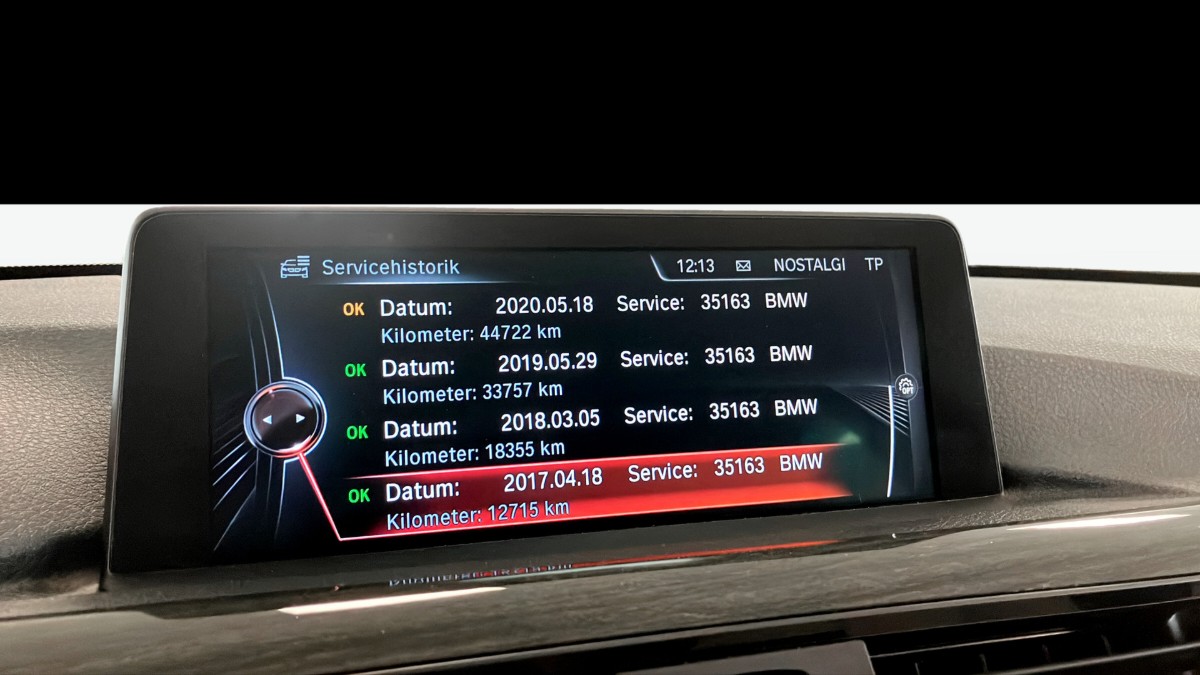 Servicehistorik 12:13 NOSTALGI TP
OK Datum: 2020.05.18 Service: 35163 BMW
Kilometer: 44722 km
OK Datum: 2019.05.29 Service: 35163 BMW
Kilometer: 33757 km
OPT
OK Datum: 2018.03.05 Service: 35163 BMW
Kilometer: 18355 km
OK Datum: 2017.04.18 Service: 35163 BMW
Kilometer: 12715 km